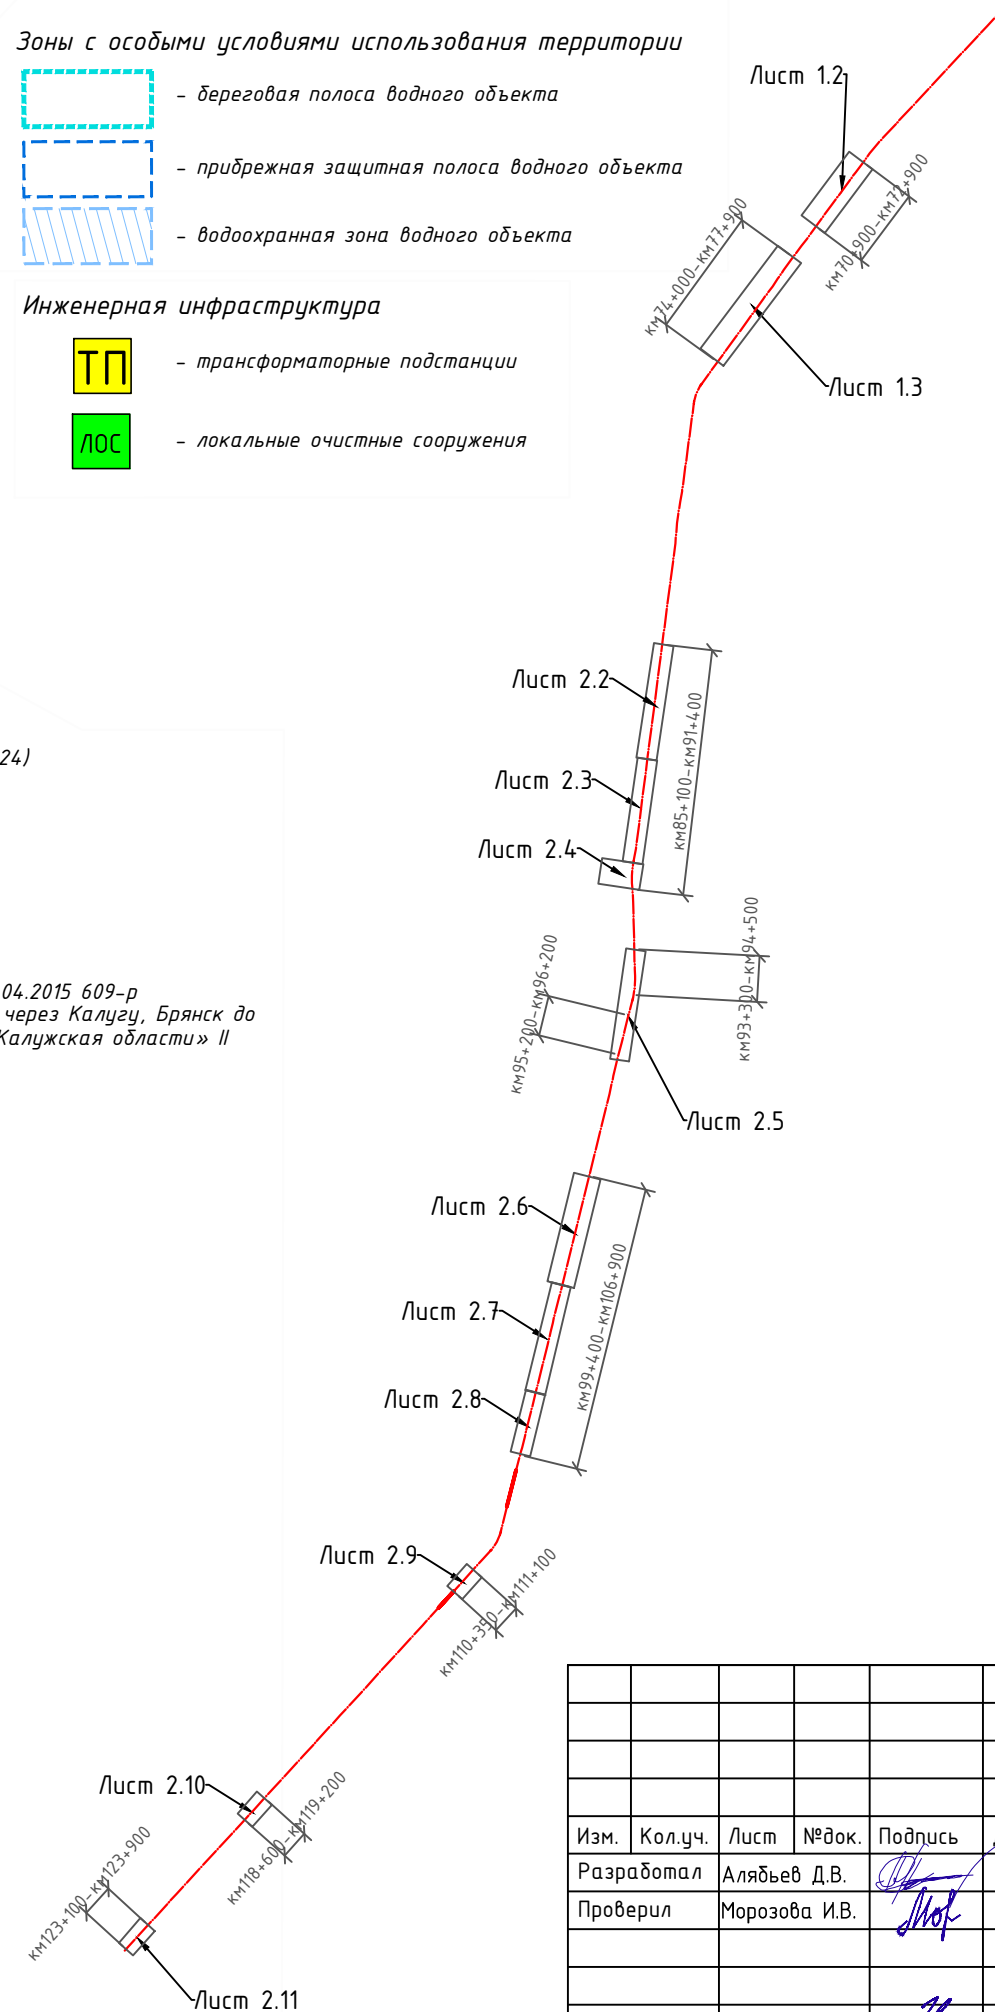 Зоны с особыми условиями использования территории
- береговая полоса водного объекта
- прибрежная защитная полоса водного объекта
- водоохранная зона водного объекта
Инженерная инфраструктура
ТП
- трансформаторные подстанции
ЛОС
- локальные очистные сооружения
Лист 1.2
км70+900-км72+900
км74+000-км77+900
Лист 1.3
Лист 2.2
24)
Лист 2.3
км85+100-км91+400
Лист 2.4
04.2015 609-р
через Калугу, Брянск до
Калужская области» II
км93+300-км94+500
км95+200-км96+200
Лист 2.5
Лист 2.6
Лист 2.7
км99+400-км106+900
Лист 2.8
Лист 2.9
км110+350-км111+100
Лист 2.10
км118+600-км119+200
км123+100-км123+900
Лист 2.11
Изм. Кол.уч. Лист №док. Подпись
Разработал Алябьев Д.В.
Проверил Морозова И.В.